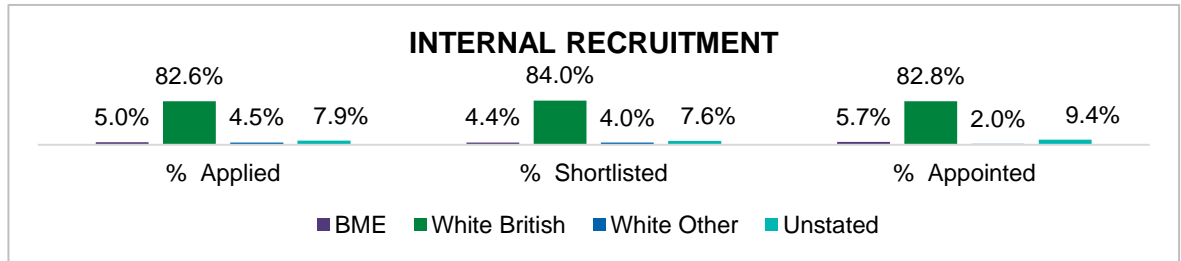 INTERNAL RECRUITMENT
82.6% 84.0% 82.8%
5.0% 4.5% 7.9% 4.4% 4.0% 7.6% 5.7% 2.0% 9.4%
% Applied % Shortlisted % Appointed
BME White British White Other Unstated